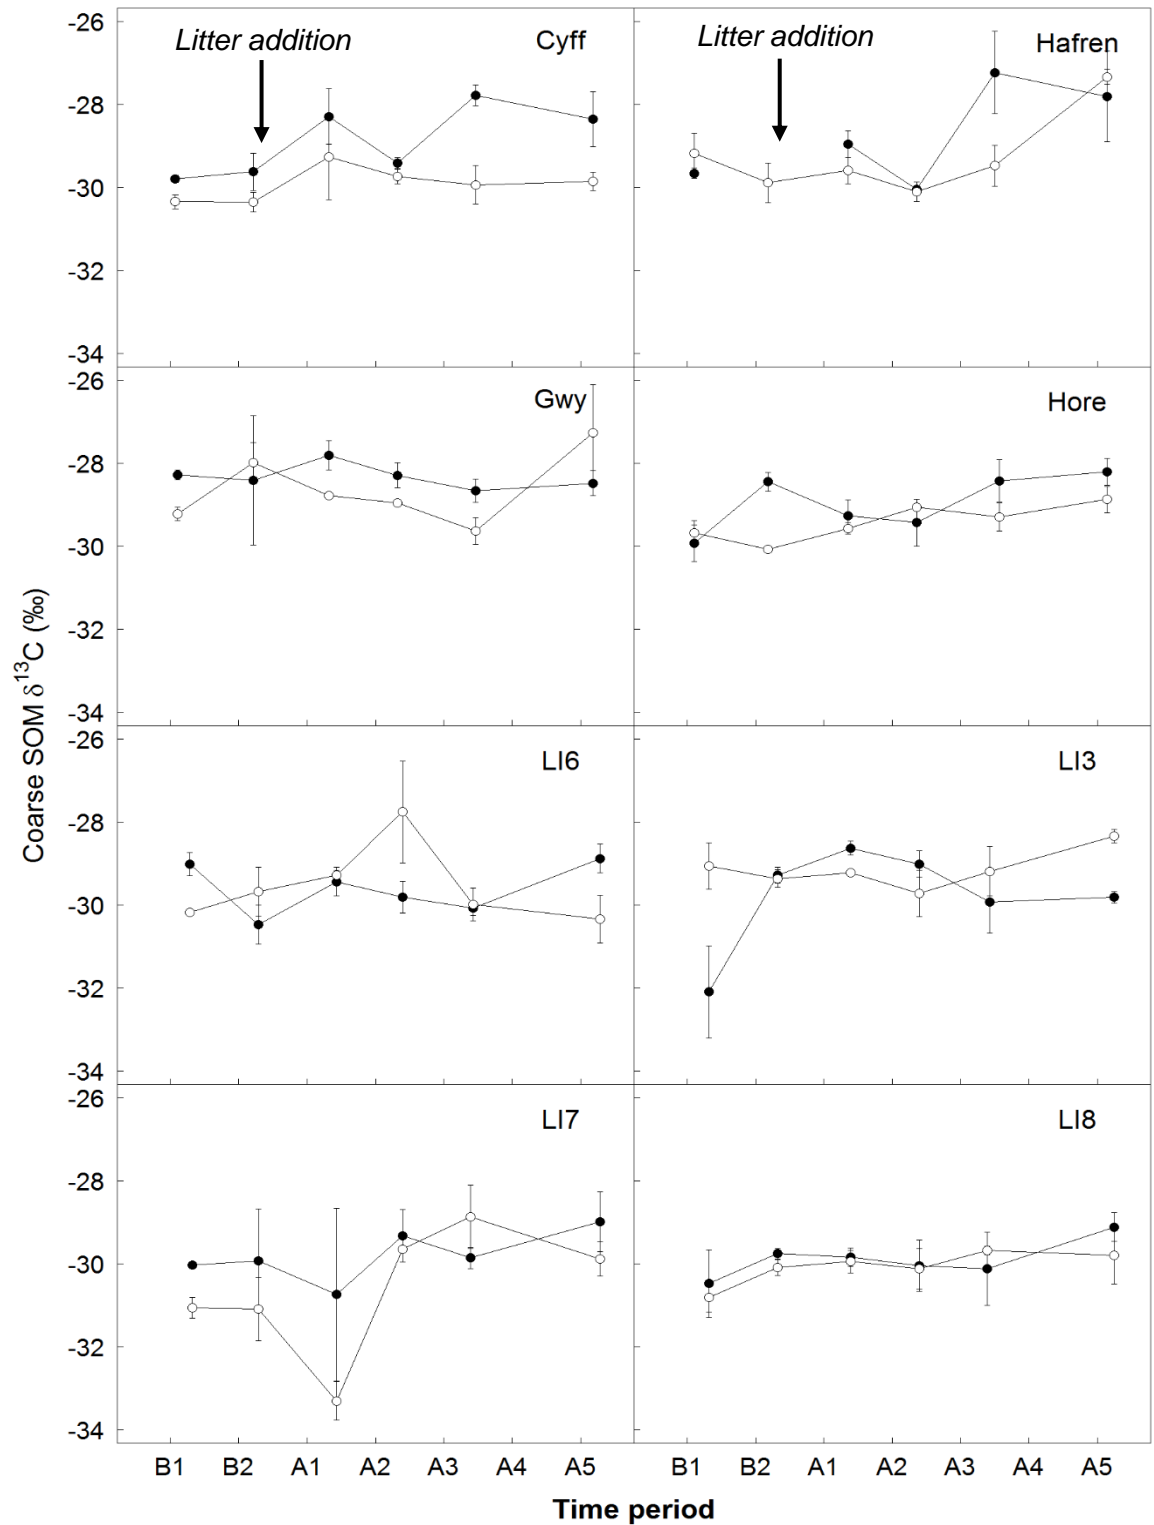 Litter addition
Cyff
Litter addition
Hafren
-26
-28
-30
-32
-34
Gwy
Hore
-26
-28
-30
-32
-34
LI6
LI3
-26
-28
-30
-32
-34
LI7
LI8
-26
-28
-30
-32
-34
Coarse SOM δ¹³C (‰)
B1 B2 A1 A2 A3 A4 A5
B1 B2 A1 A2 A3 A4 A5
Time period